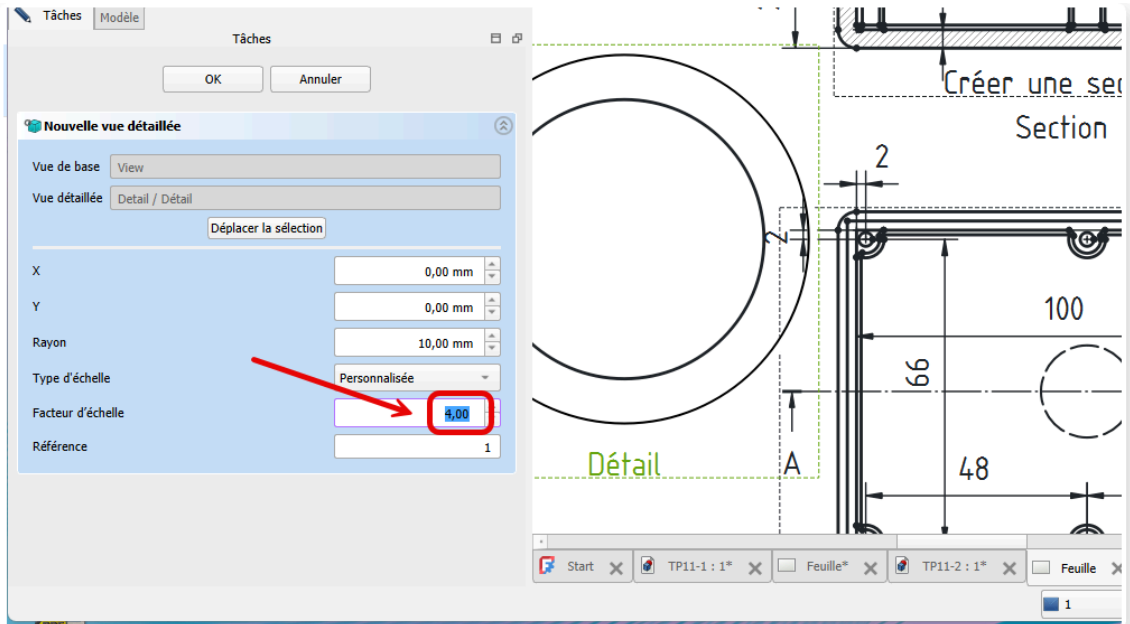 Tâches Modèle
Tâches
OK Annuler
Nouvelle vue détaillée
Vue de base View
Vue détaillée Detail / Détail
Déplacer la sélection
X 0,00 mm
Y 0,00 mm
Rayon 10,00 mm
Type d'échelle Personnalisée
Facteur d'échelle 4,00
Référence 1
Créer une sec
Section
2
2
100
66
Détail
A
48
Start TP11-1 : 1* Feuille* TP11-2 : 1* Feuille
1